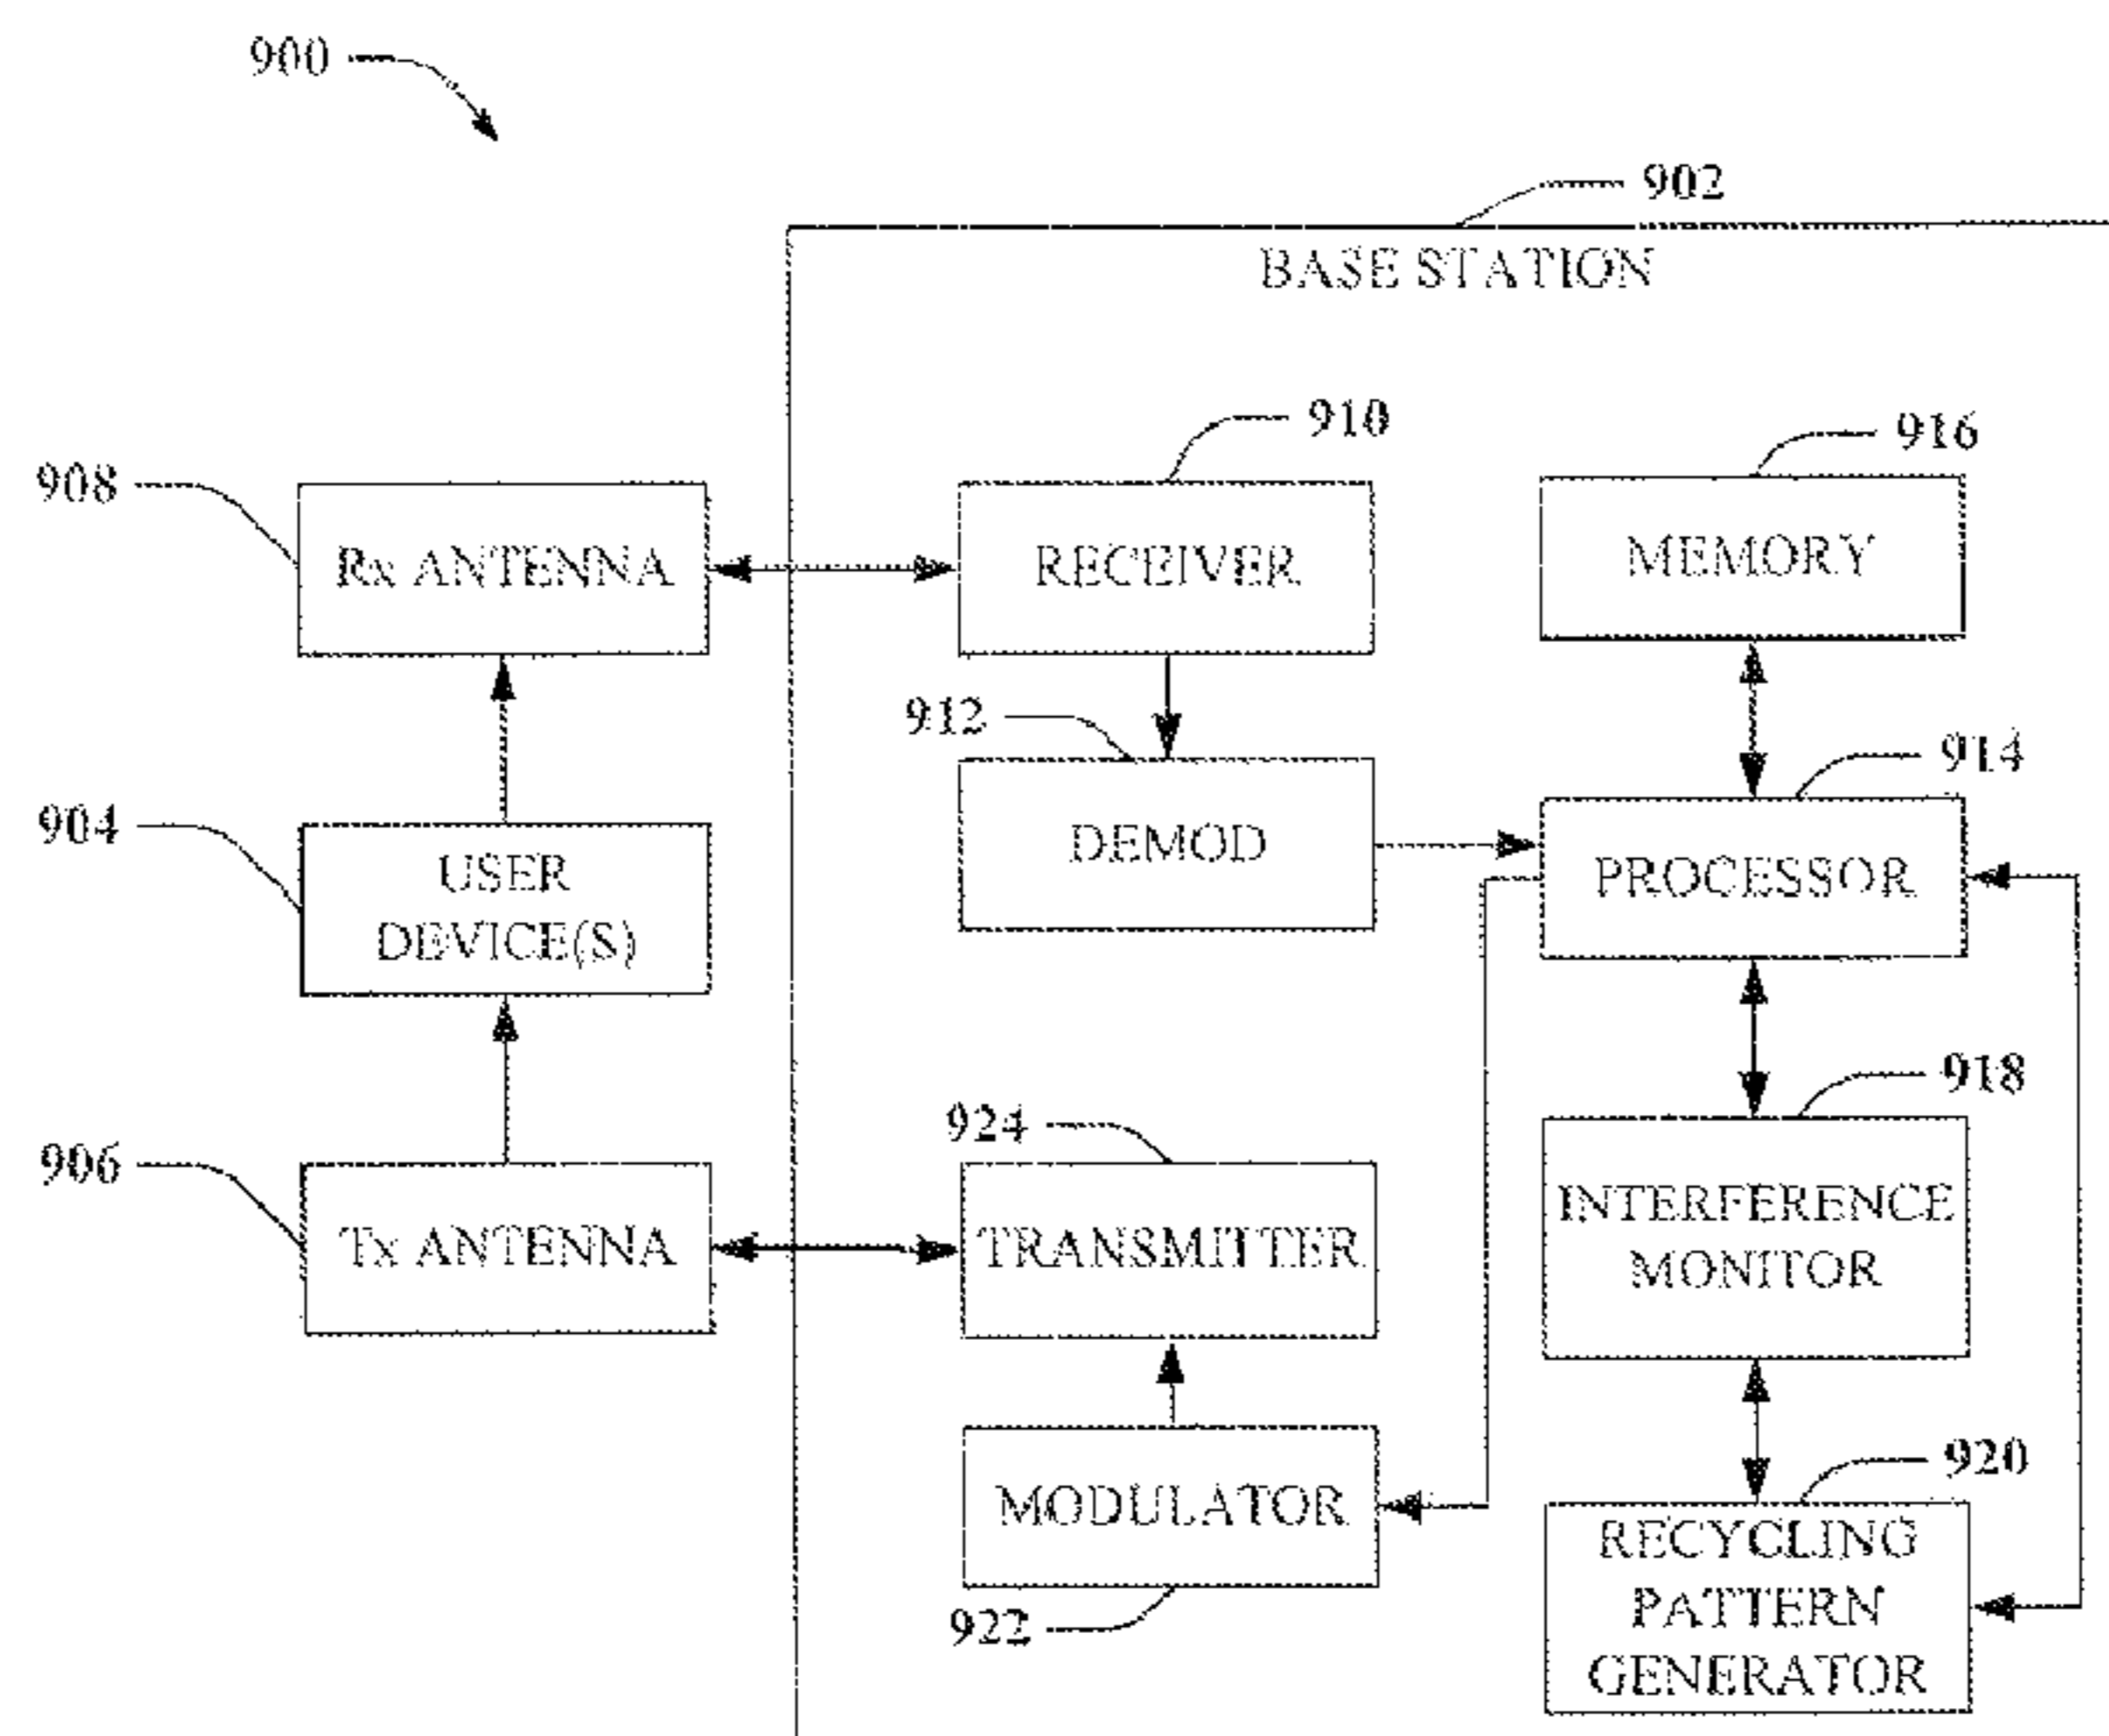 900
902
BASE STATION
910
916
908
Rx ANTENNA
RECEIVER
MEMORY
912
914
904
USER
DEVICE(S)
DEMOD
PROCESSOR
918
924
906
Tx ANTENNA
TRANSMITTER
INTERFERENCE
MONITOR
920
MODULATOR
922
RECYCLING
PATTERN
GENERATOR